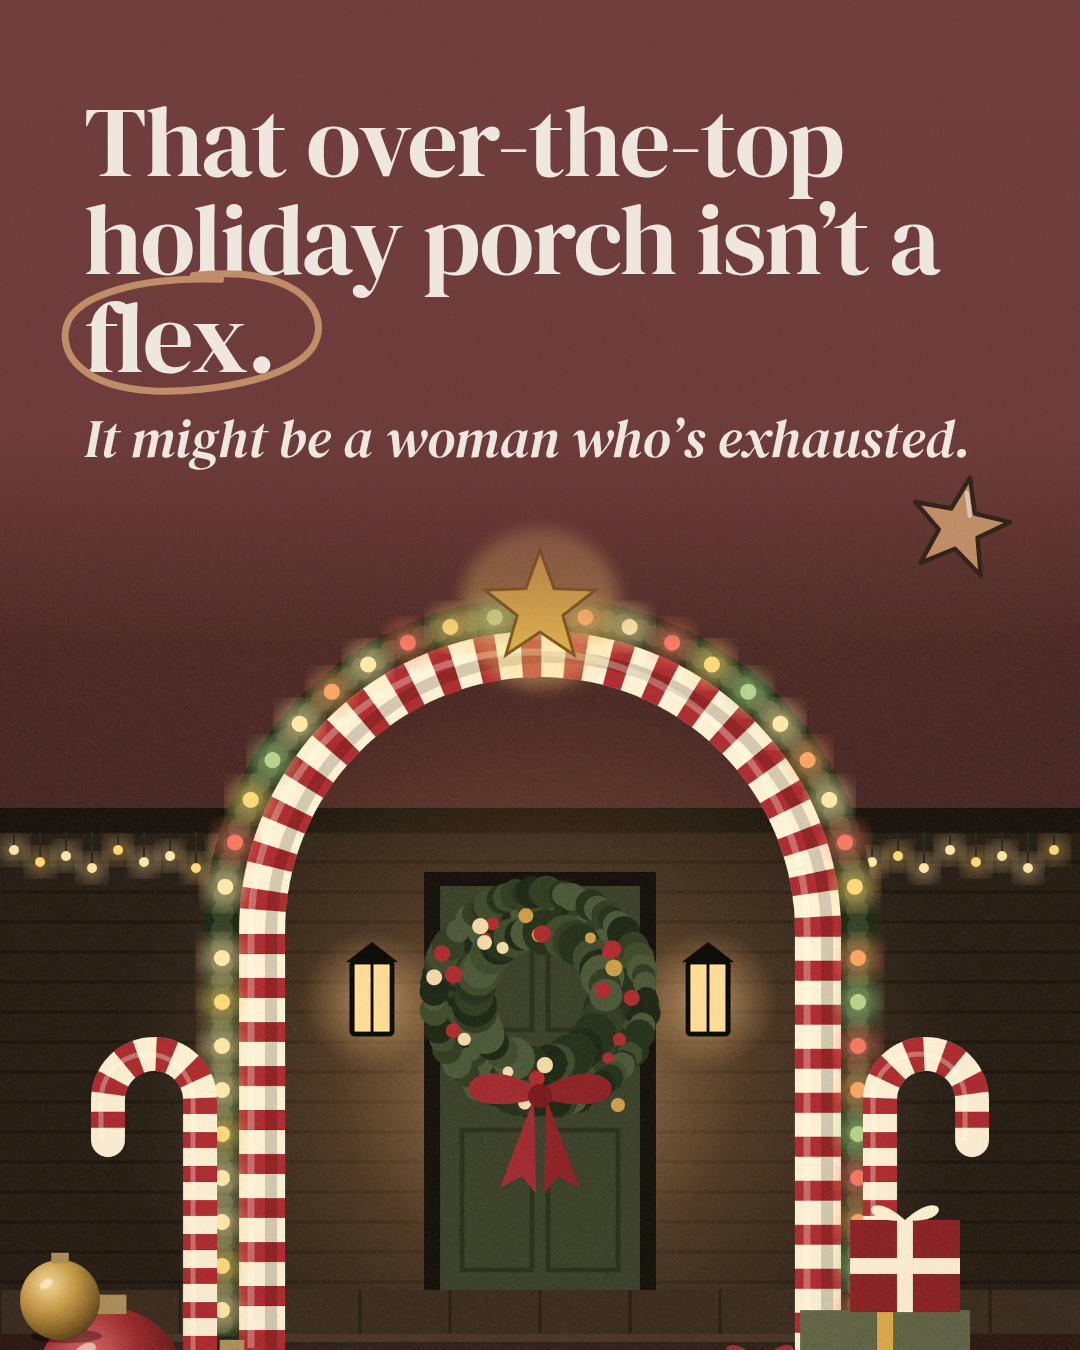 That over-the-top
holiday porch isn’t a
flex.
It might be a woman who’s exhausted.